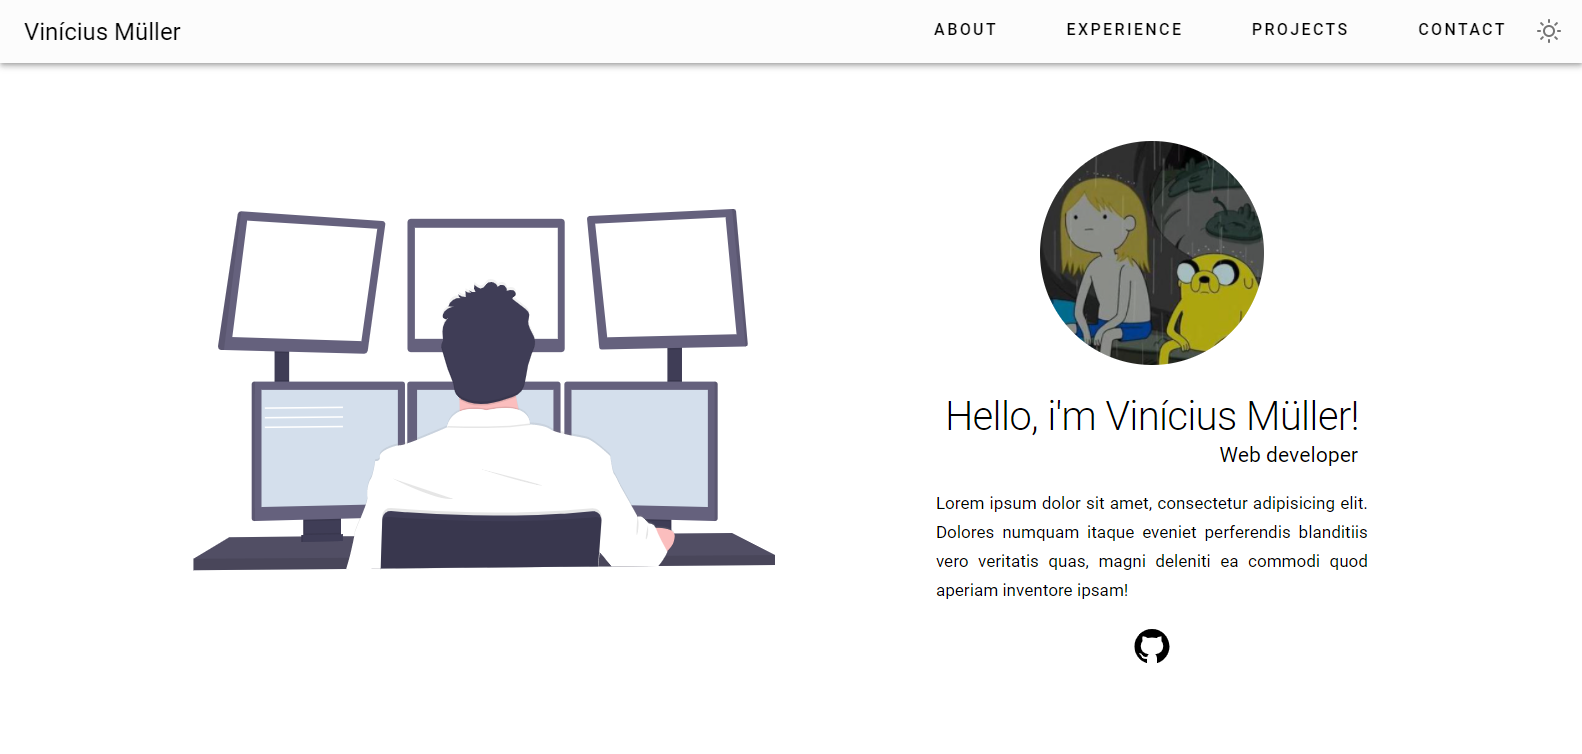 Vinícius Müller
ABOUT
EXPERIENCE
PROJECTS
CONTACT
Hello, i'm Vinícius Müller!
Web developer
Lorem ipsum dolor sit amet, consectetur adipisicing elit.
Dolores numquam itaque eveniet perferendis blanditiis
vero veritatis quas, magni deleniti ea commodi quod
aperiam inventore ipsam!